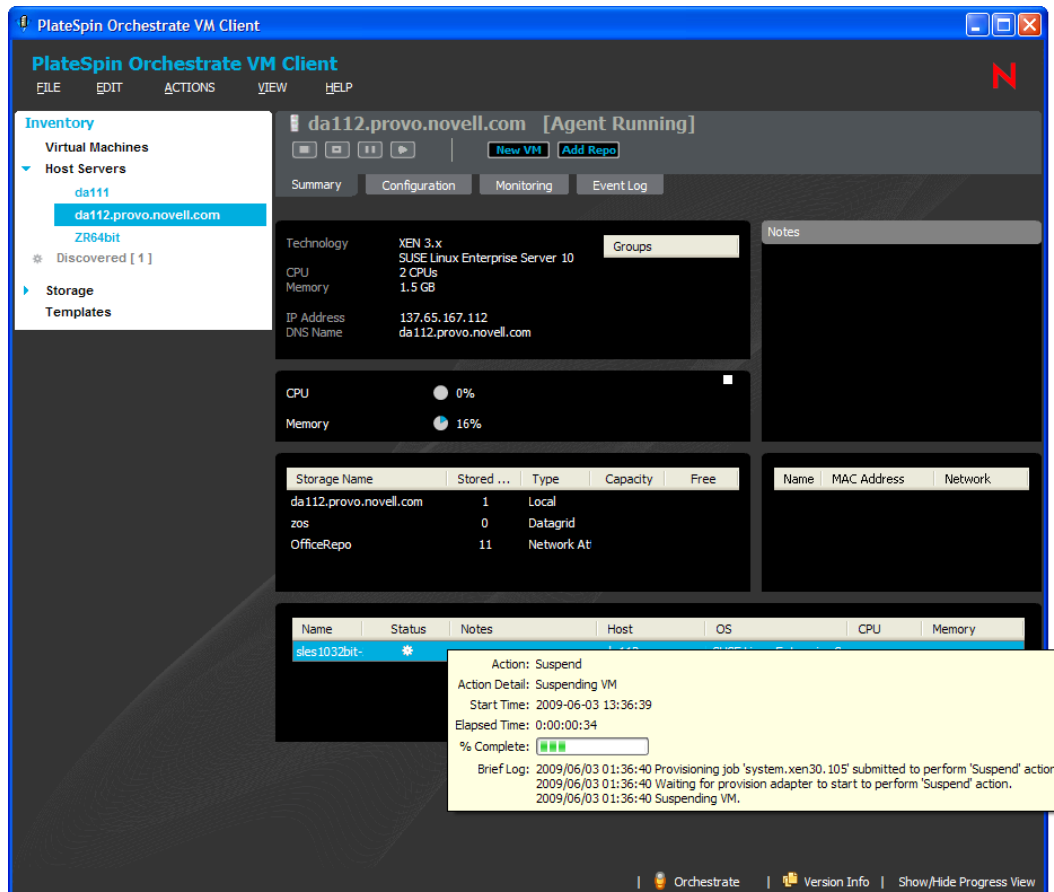 PlateSpin Orchestrate VM Client
PlateSpin Orchestrate VM Client
FILE EDIT ACTIONS VIEW HELP
N
Inventory
Virtual Machines
Host Servers
da111
da112.provo.novell.com
ZR64bit
Discovered [ 1 ]
Storage
Templates
da112.provo.novell.com [Agent Running]
New VM Add Repo
Summary Configuration Monitoring Event Log
Technology XEN 3.x
SUSE Linux Enterprise Server 10
CPU 2 CPUs
Memory 1.5 GB
IP Address 137.65.167.112
DNS Name da112.provo.novell.com
Groups
Notes
CPU 0%
Memory 16%
Storage Name Stored ... Type Capacity Free
da112.provo.novell.com 1 Local
zos 0 Datagrid
OfficeRepo 11 Network At
Name MAC Address Network
Name Status Notes Host OS CPU Memory
sles1032bit-
Action: Suspend
Action Detail: Suspending VM
Start Time: 2009-06-03 13:36:39
Elapsed Time: 0:00:00:34
% Complete:
Brief Log: 2009/06/03 01:36:40 Provisioning job 'system.xen30.105' submitted to perform 'Suspend' action
2009/06/03 01:36:40 Waiting for provision adapter to start to perform 'Suspend' action.
2009/06/03 01:36:40 Suspending VM.
| Orchestrate | Version Info | Show/Hide Progress View